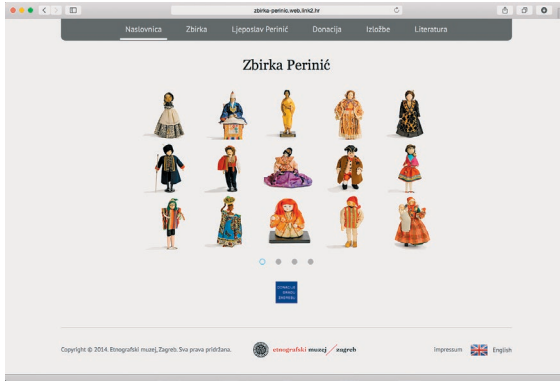 zbirka-perinic.web.link2.hr
Naslovnica Zbirka Ljeposlav Perinić Donacija Izložbe Literatura
Zbirka Perinić
Copyright © 2014. Etnografski muzej, Zagreb. Sva prava pridržana. etnografski muzej / zagreb Impressum English